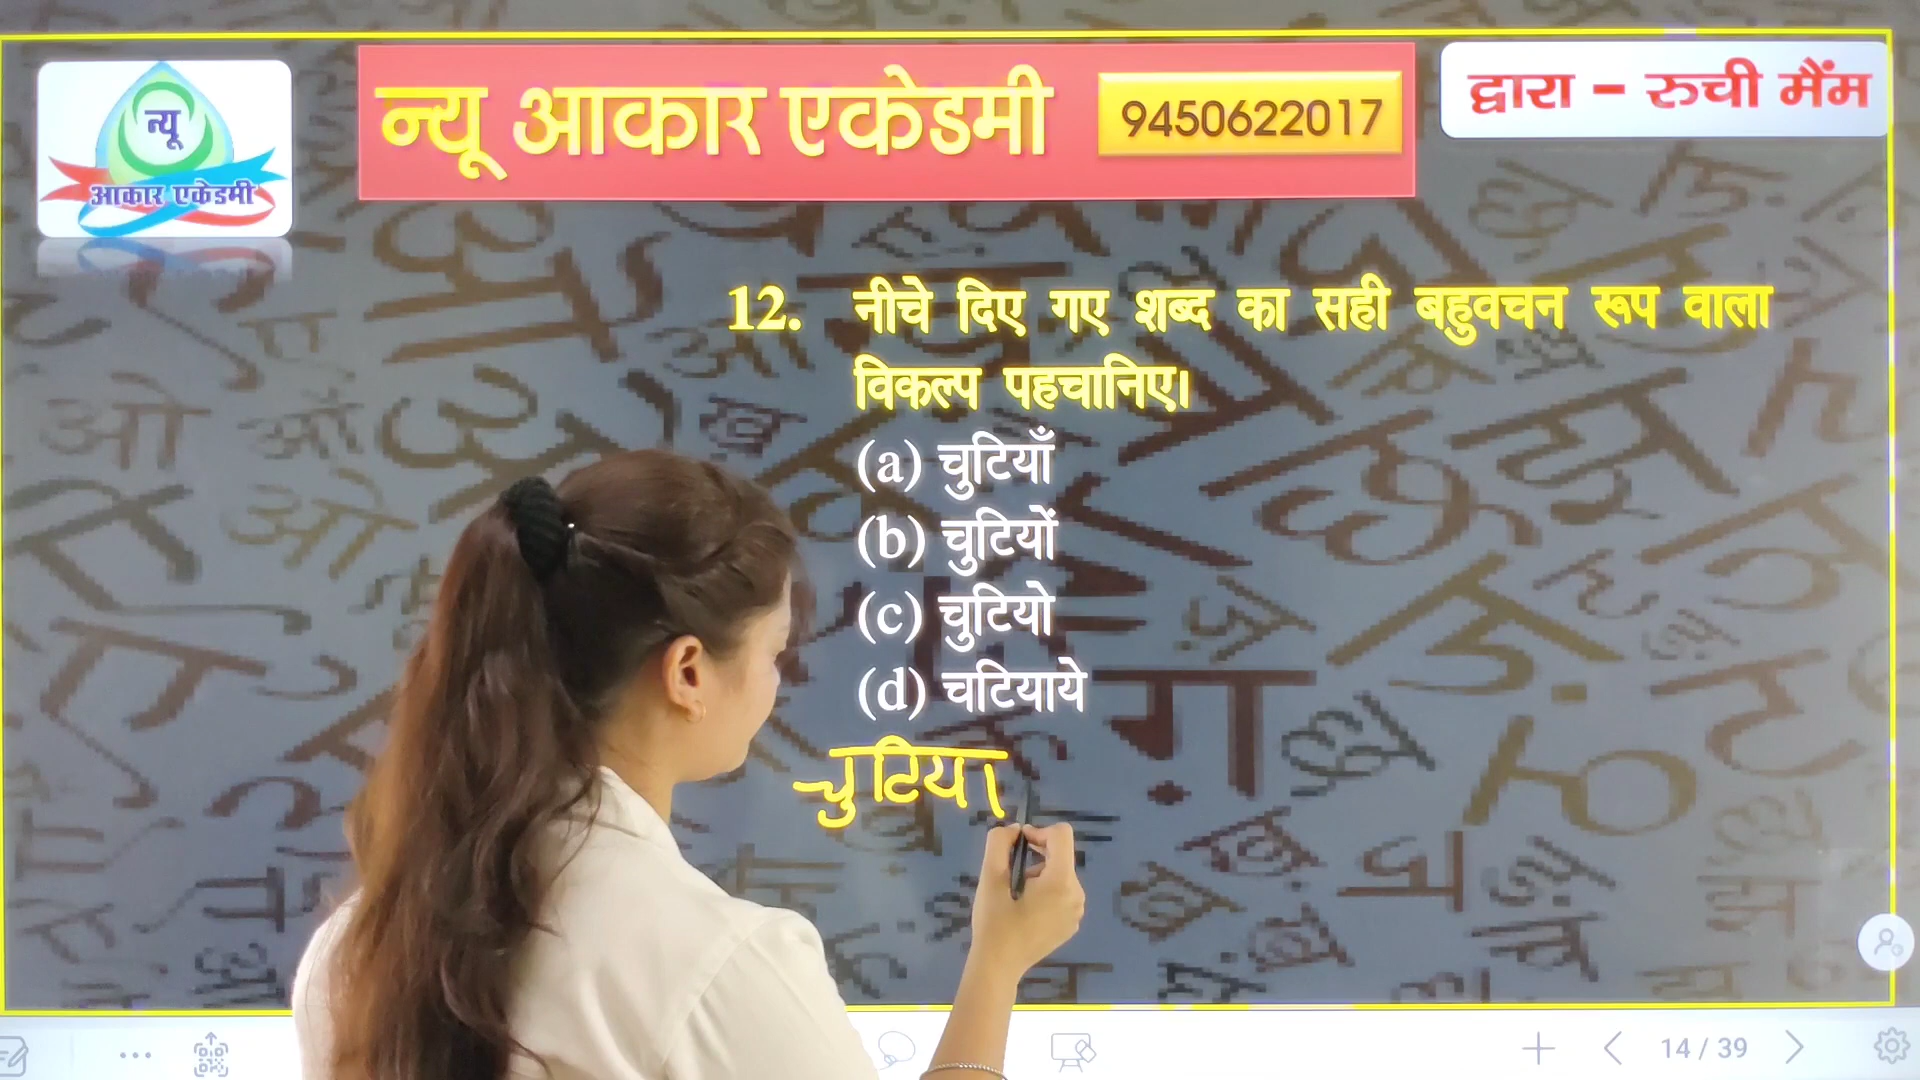 न्यू
आकार एकेडमी
न्यू आकार एकेडमी
9450622017
द्वारा – रुची मैंम
12. नीचे दिए गए शब्द का सही बहुवचन रूप वाला
विकल्प पहचानिए।
(a) चुटियाँ
(b) चुटियों
(c) चुटियो
(d) चटियाये
चुटिया
14 / 39